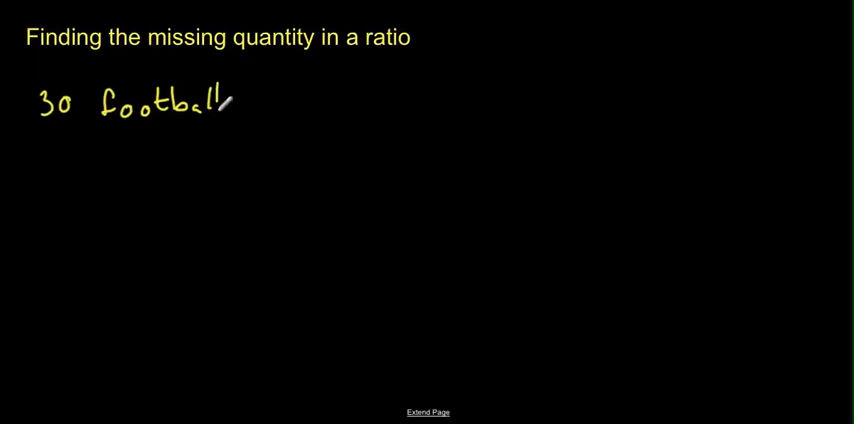 Finding the missing quantity in a ratio
30 football
Extend Page